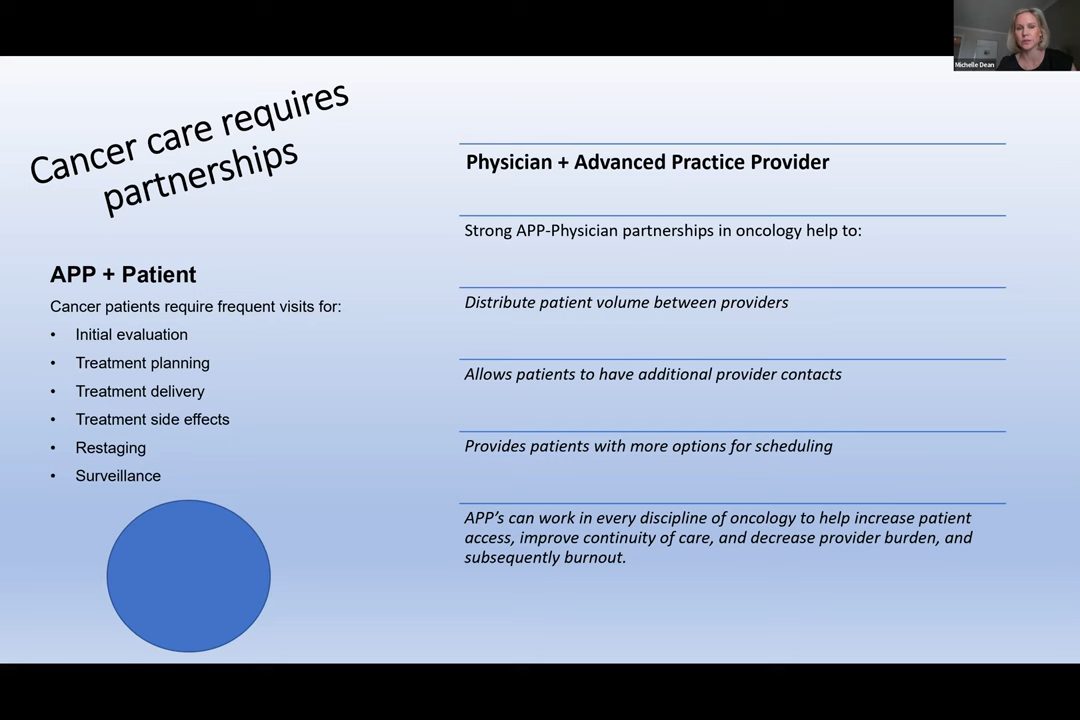 Michelle Dean
Cancer care requires
partnerships
APP + Patient
Cancer patients require frequent visits for:
• Initial evaluation
• Treatment planning
• Treatment delivery
• Treatment side effects
• Restaging
• Surveillance
Physician + Advanced Practice Provider
Strong APP-Physician partnerships in oncology help to:
Distribute patient volume between providers
Allows patients to have additional provider contacts
Provides patients with more options for scheduling
APP's can work in every discipline of oncology to help increase patient
access, improve continuity of care, and decrease provider burden, and
subsequently burnout.